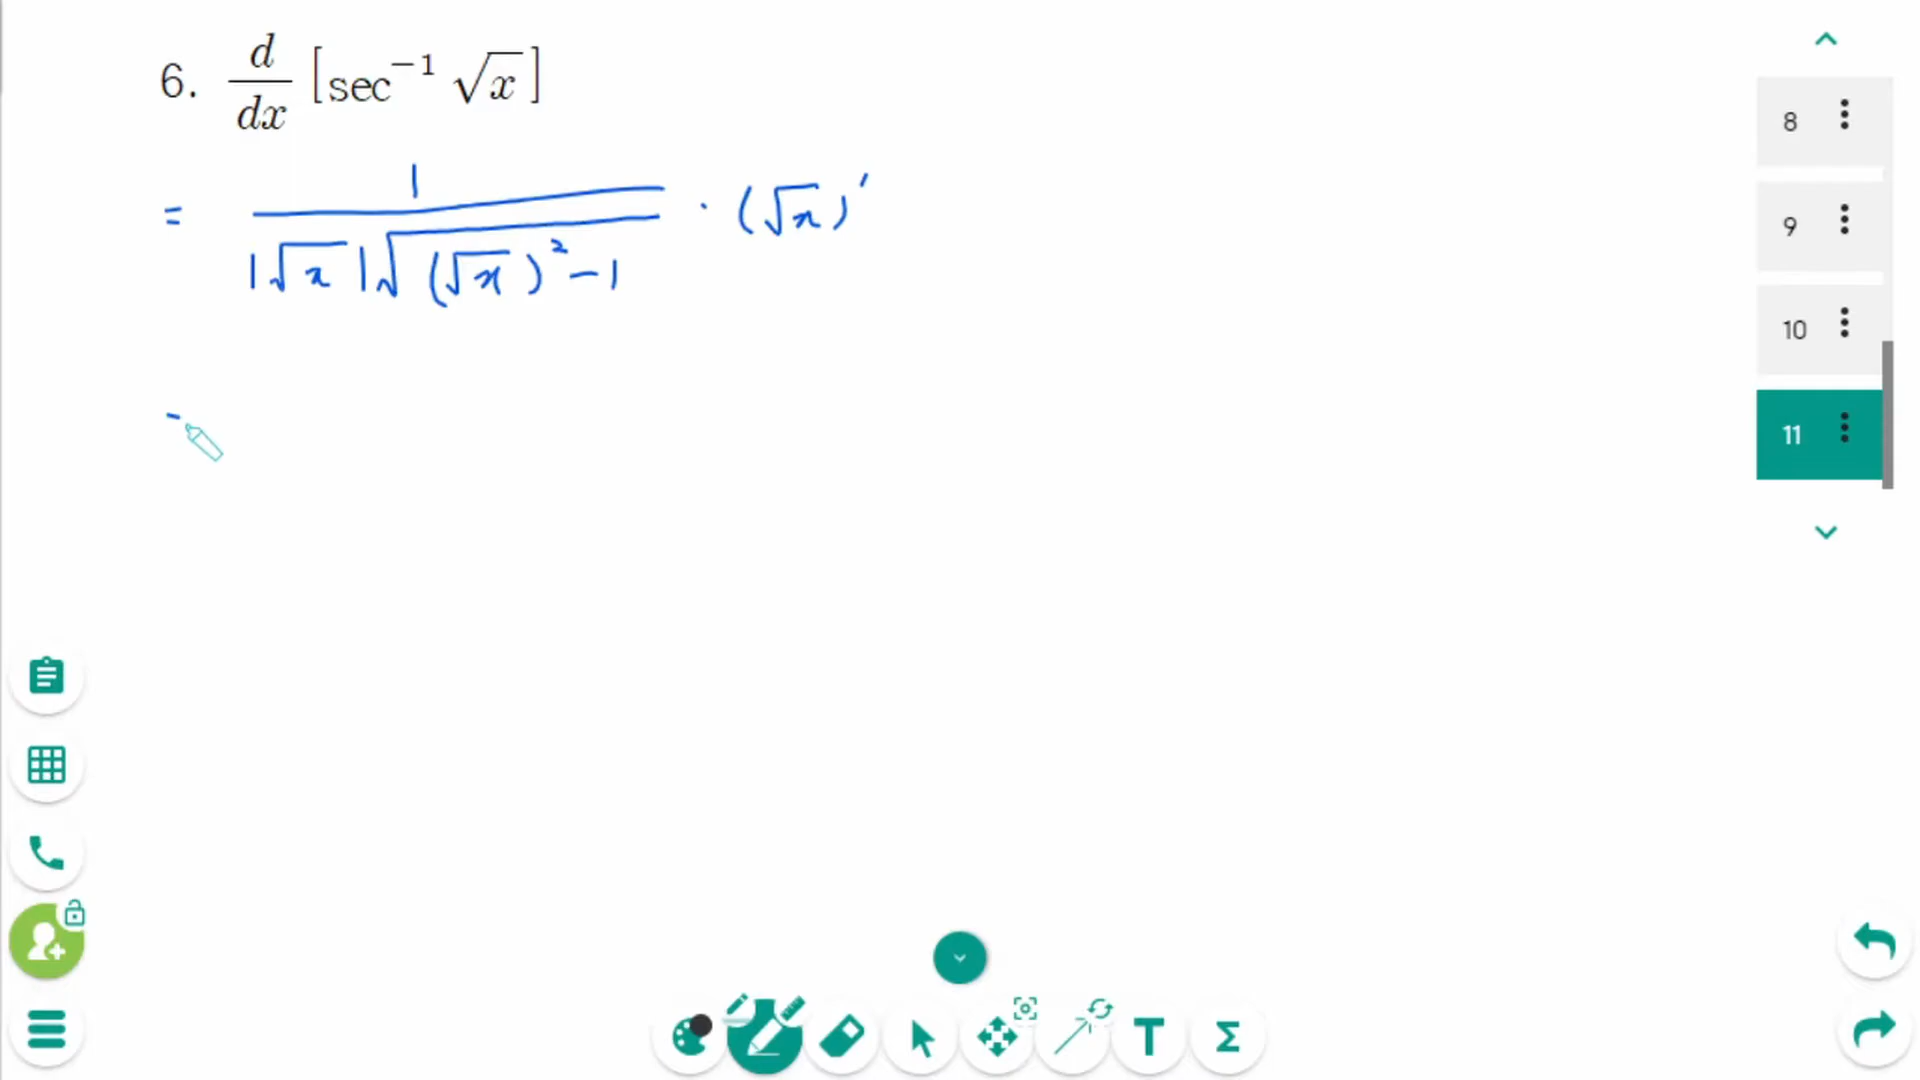 6. d/dx [sec⁻¹ √x]
= 1/(|√x|√((√x)²-1)) · (√x)′
-
8
9
10
11
T
Σ